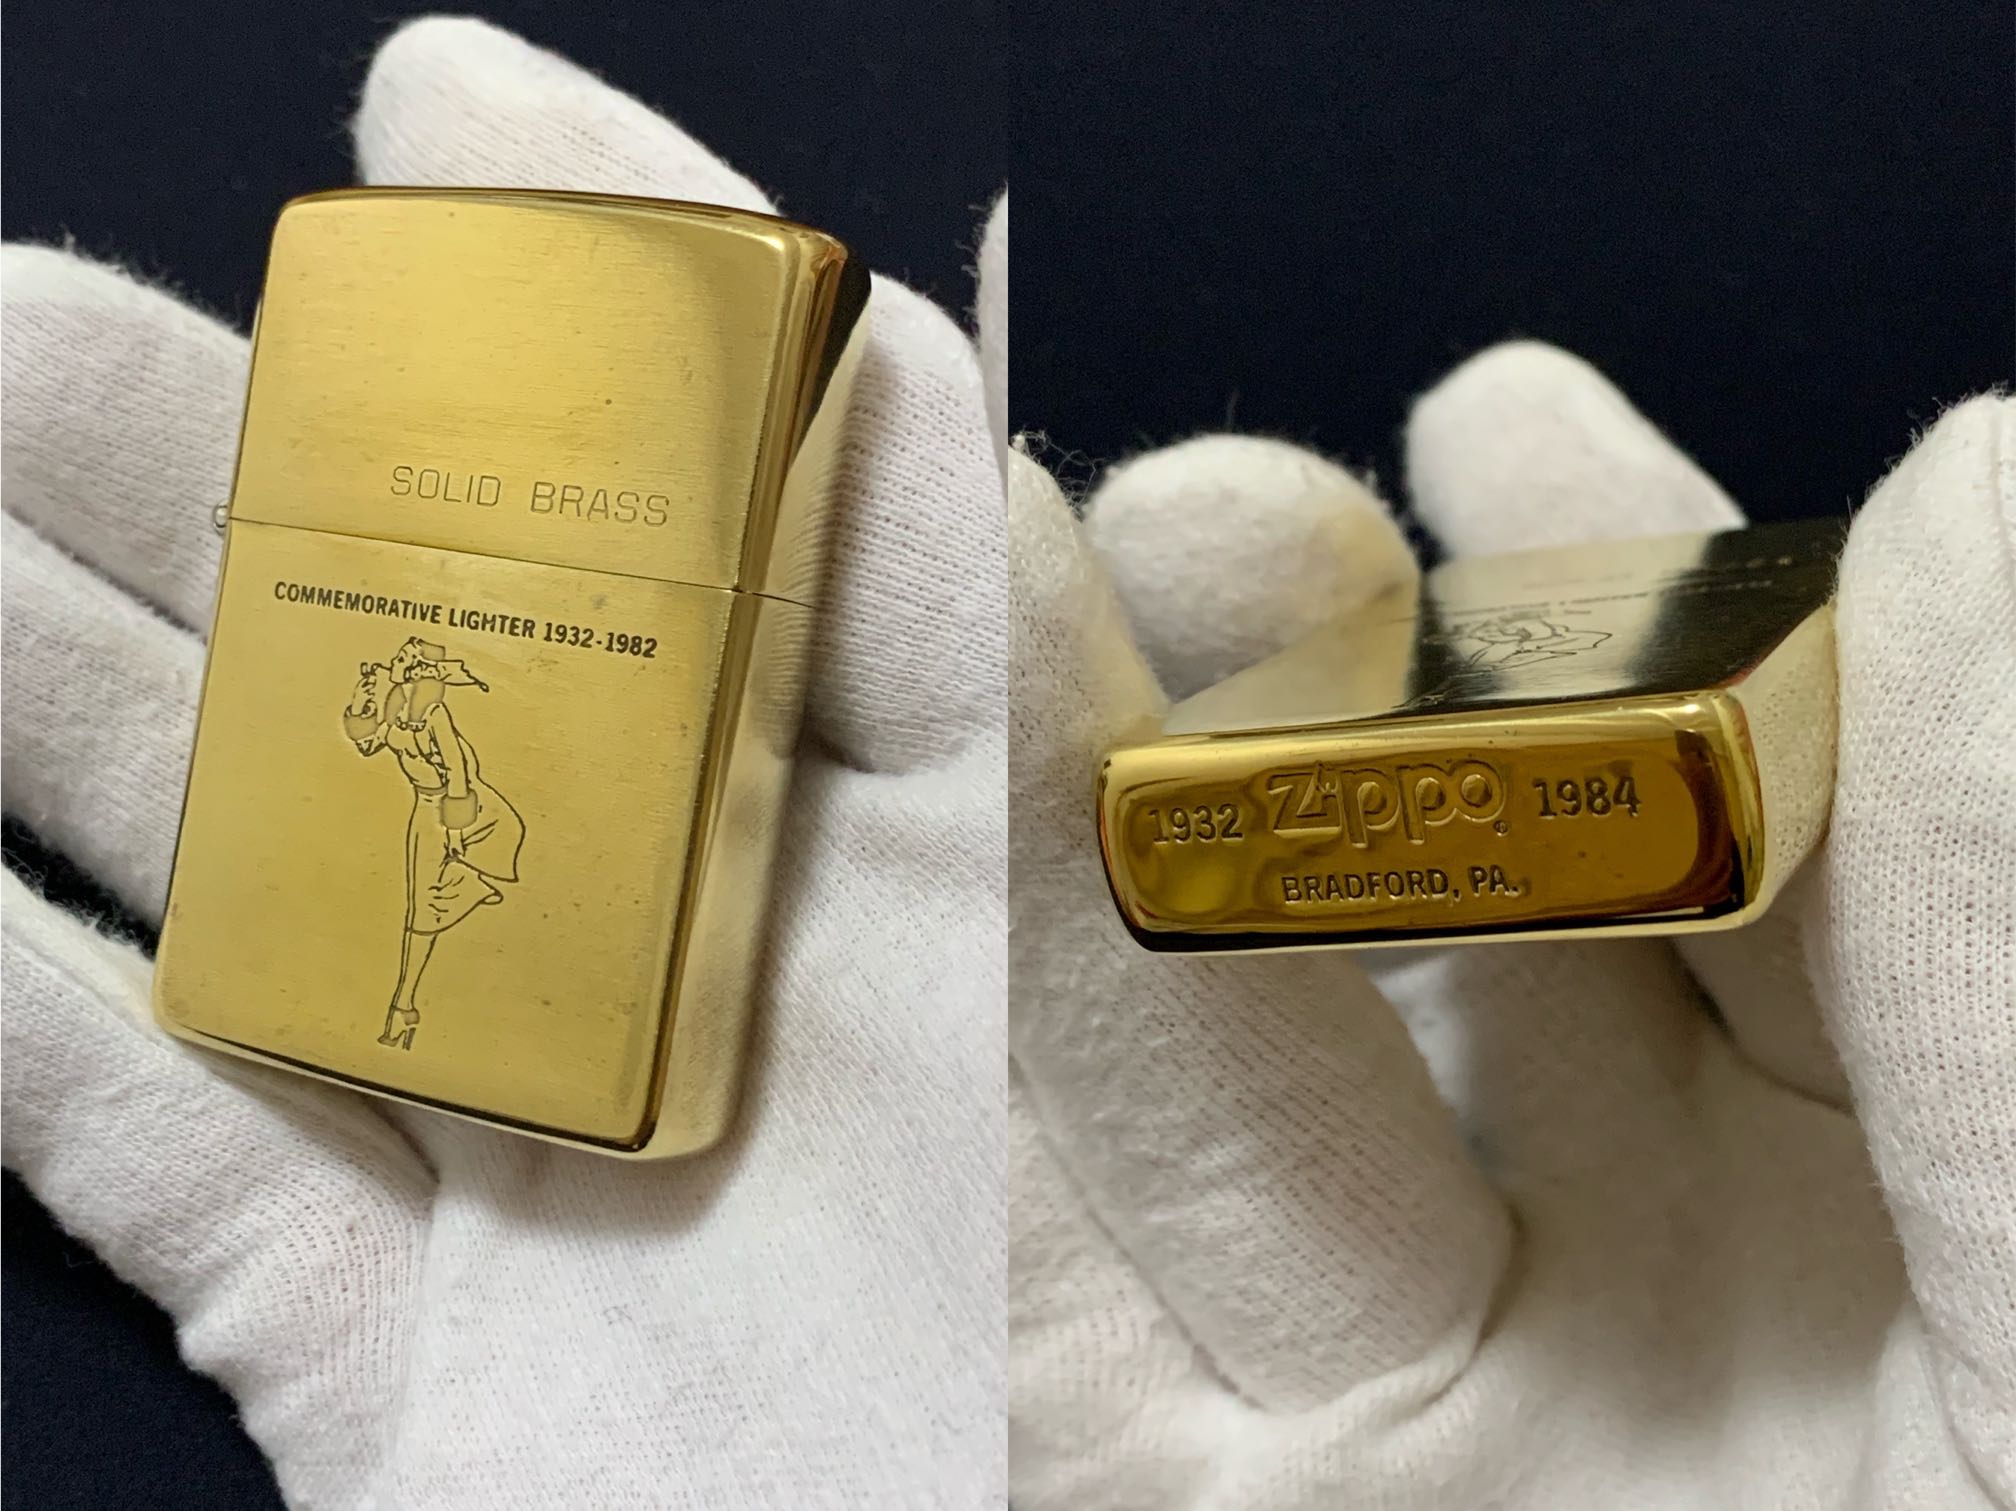 SOLID BRASS
COMMEMORATIVE LIGHTER 1932-1982
1932 Zippo® 1984
BRADFORD, PA.